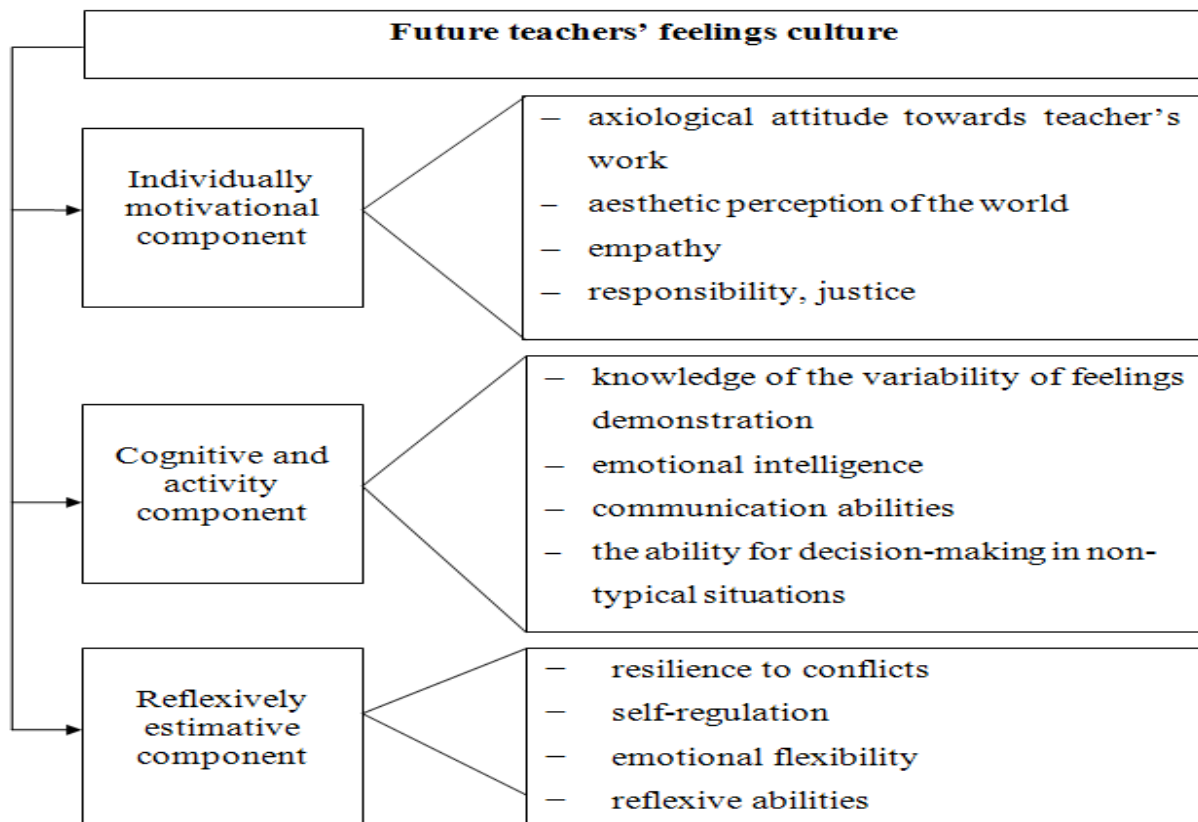 Future teachers’ feelings culture
Individually
motivational
component
– axiological attitude towards teacher’s
work
– aesthetic perception of the world
– empathy
– responsibility, justice
Cognitive and
activity
component
– knowledge of the variability of feelings
demonstration
– emotional intelligence
– communication abilities
– the ability for decision-making in non-
typical situations
Reflexively
estimative
component
– resilience to conflicts
– self-regulation
– emotional flexibility
– reflexive abilities